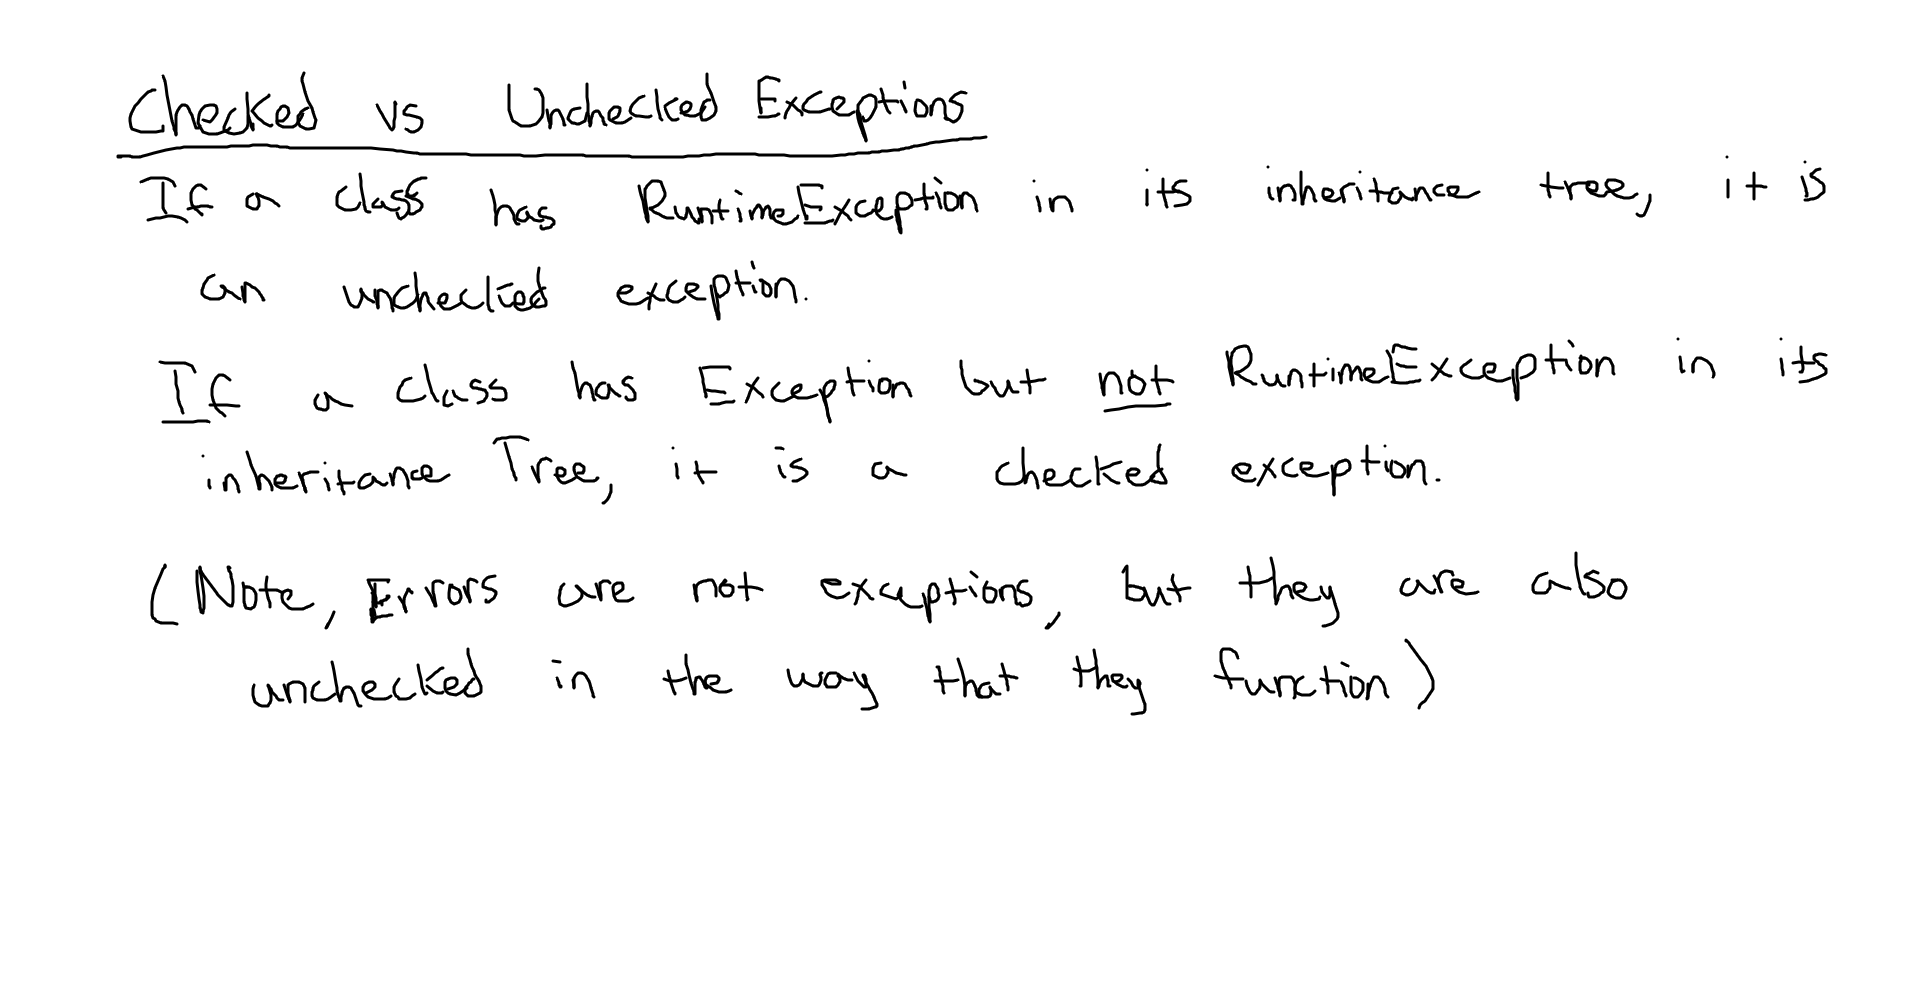 Checked vs Unchecked Exceptions
If a class has RuntimeException in its inheritance tree, it is
an unchecked exception.
If a class has Exception but not RuntimeException in its
inheritance Tree, it is a checked exception.
(Note, Errors are not exceptions, but they are also
unchecked in the way that they function)